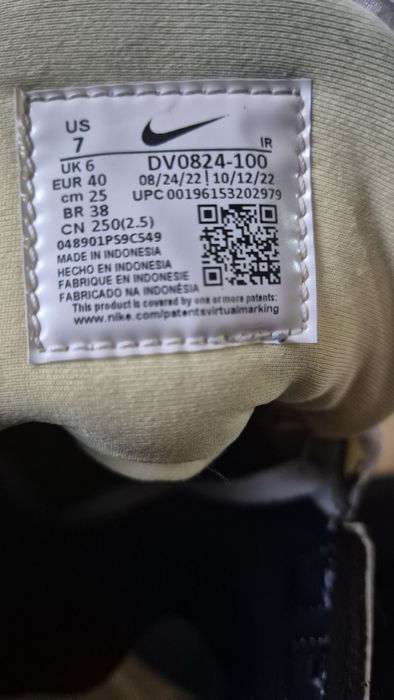 US
7
IR
UK 6
DV0824-100
EUR 40
08/24/22 | 10/12/22
cm 25
UPC 00196153202979
BR 38
CN 250(2.5)
048901PS9CS49
MADE IN INDONESIA
HECHO EN INDONESIA
FABRIQUE EN INDONESIE
FABRICADO NA INDONÉSIA
This product is covered by one or more patents:
www.nike.com/patentsvirtualmarking